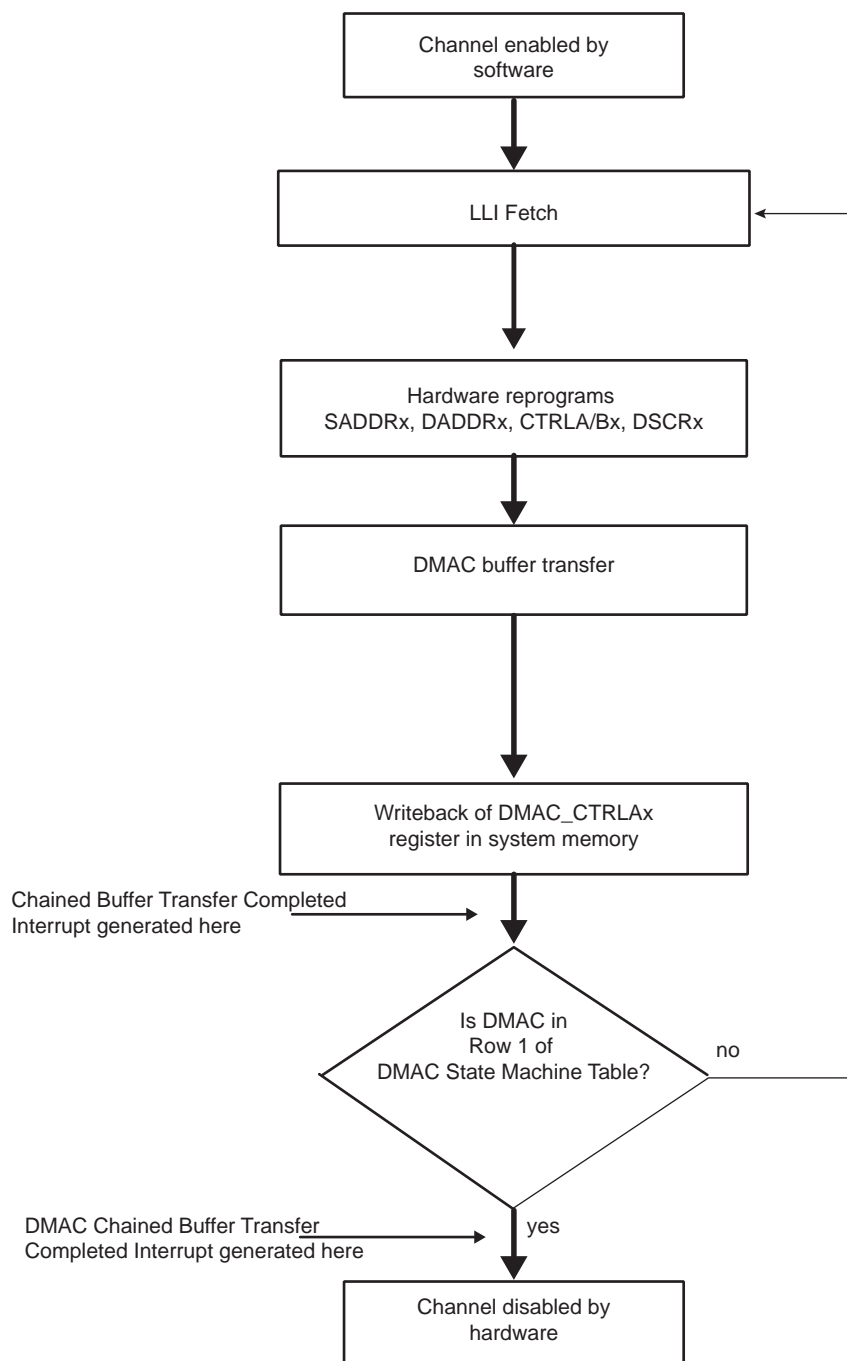 Channel enabled by
software
LLI Fetch
Hardware reprograms
SADDRx, DADDRx, CTRLA/Bx, DSCRx
DMAC buffer transfer
Writeback of DMAC_CTRLAx
register in system memory
Chained Buffer Transfer Completed
Interrupt generated here
Is DMAC in
Row 1 of
DMAC State Machine Table?
no
DMAC Chained Buffer Transfer
Completed Interrupt generated here
yes
Channel disabled by
hardware